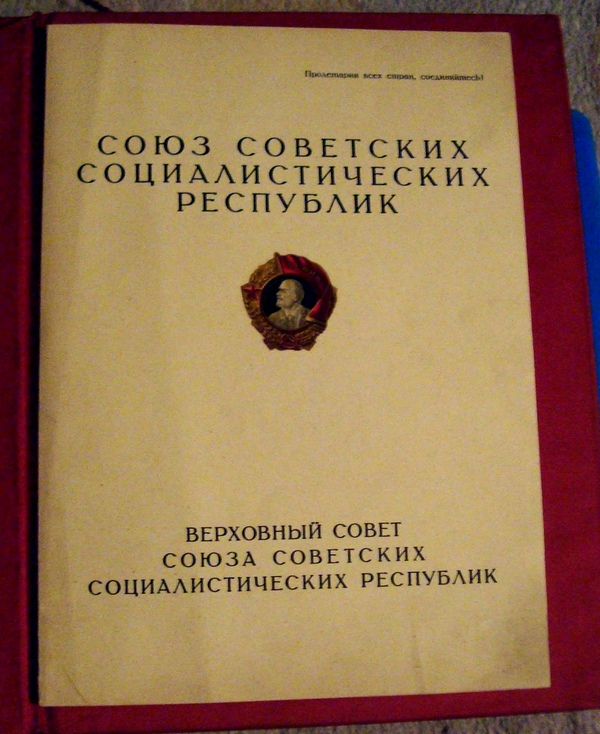 Пролетарии всех стран, соединяйтесь!
СОЮЗ СОВЕТСКИХ
СОЦИАЛИСТИЧЕСКИХ
РЕСПУБЛИК
ВЕРХОВНЫЙ СОВЕТ
СОЮЗА СОВЕТСКИХ
СОЦИАЛИСТИЧЕСКИХ РЕСПУБЛИК